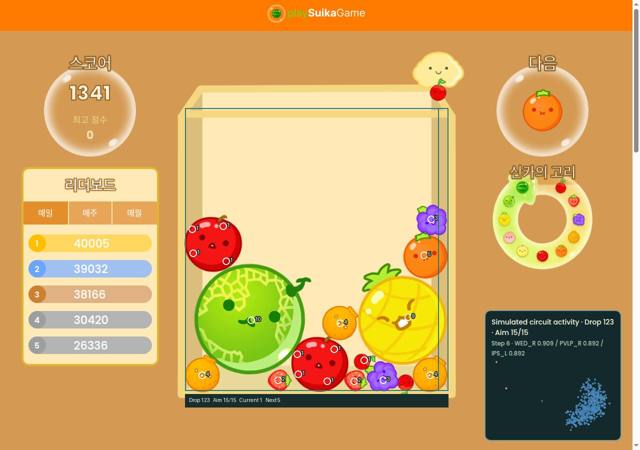 playSuikaGame
스코어
1341
최고 점수
0
리더보드
매일
매주
매월
1
40005
2
39032
3
38166
4
30420
5
26336
다음
신카의 고리
Simulated circuit activity · Drop 123
· Aim 15/15
Step 6 · WED_R 0.909 / PVLP_R 0.892 /
IPS_L 0.892
Drop 123 Aim 15/15 Current 1 Next 5